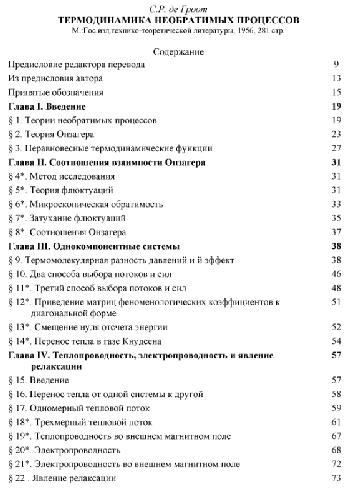 С.Р. де Гроот
ТЕРМОДИНАМИКА НЕОБРАТИМЫХ ПРОЦЕССОВ
М.:Гос.изд.технико-теоретической литературы, 1956, 281 стр.
Содержание
Предисловие редактора перевода 9
Из предисловия автора 13
Принятые обозначения 15
Глава I. Введение 19
§ 1. Теории необратимых процессов 19
§ 2. Теория Онзагера 23
§ 3. Неравновесные термодинамические функции 27
Глава II. Соотношения взаимности Онзагера 31
§ 4*. Метод исследования 31
§ 5*. Теория флюктуаций 31
§ 6*. Микроскопическая обратимость 33
§ 7*. Затухание флюктуаций 35
§ 8*. Соотношения Онзагера 37
Глава III. Однокомпонентные системы 38
§ 9. Термомолекулярная разность давлений и й эффект 38
§ 10. Два способа выбора потоков и сил 46
§ 11*. Третий способ выбора потоков и сил 48
§ 12*. Приведение матриц феноменологических коэффициентов к 51
диагональной форме
§ 13*. Смещение нуля отсчета энергии 52
§ 14*. Перенос тепла в газе Кнудсена 54
Глава IV. Теплопроводность, электропроводность и явление 57
релаксации
§ 15. Введение 57
§ 16. Перенос тепла от одной системы к другой 58
§ 17. Одномерный тепловой поток 59
§ 18*. Трехмерный тепловой поток 61
§ 19*. Теплопроводность во внешнем магнитном поле 67
§ 20*. Электропроводность 68
§ 21*. Электропроводность во внешнем магнитном поле 72
§ 22 . Явление релаксации 73